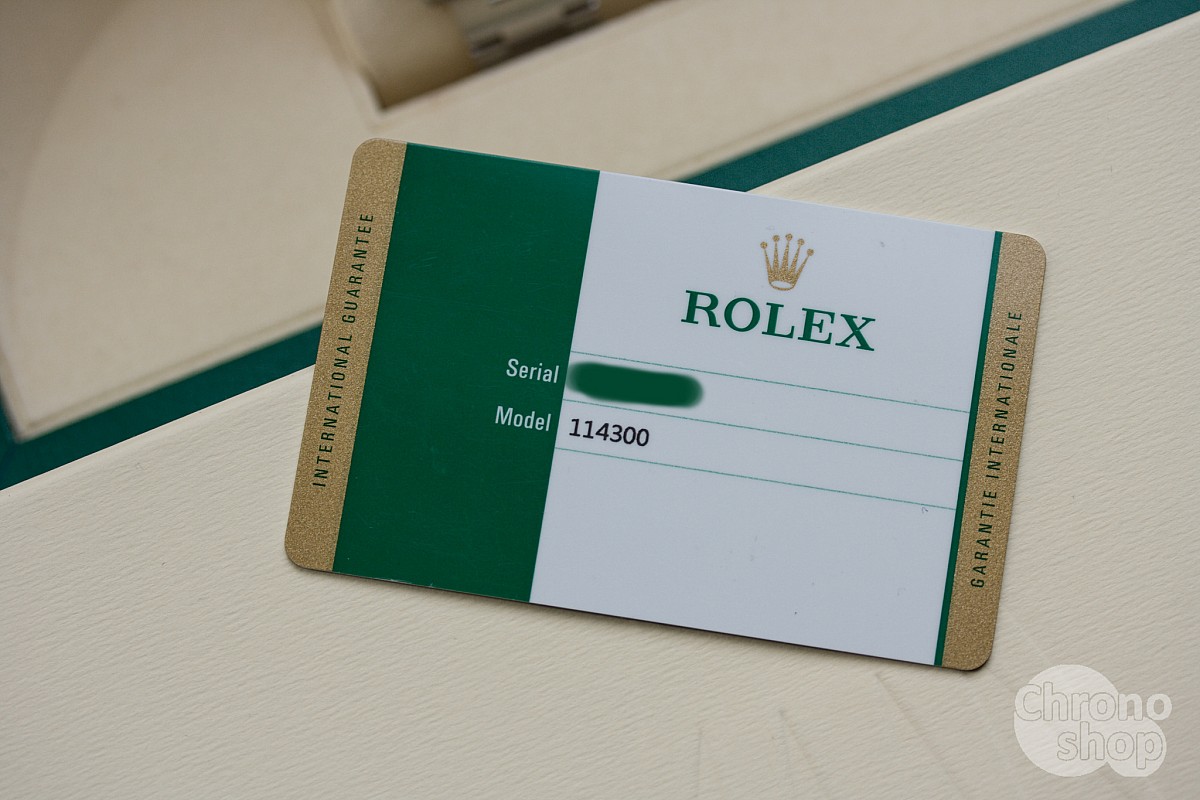 INTERNATIONAL GUARANTEE
ROLEX
Serial
Model 114300
GARANTIE INTERNATIONALE
Chrono
shop